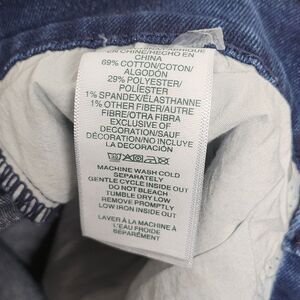 EN CHINE/HECHO EN
CHINA
69% COTTON/COTON/
ALGODÓN
29% POLYESTER/
POLIÉSTER
1% SPANDEX/ÉLASTHANNE
1% OTHER FIBER/AUTRE
FIBRE/OTRA FIBRA
EXCLUSIVE OF
DECORATION/SAUF
DÉCORATION/NO INCLUYE
LA DECORACIÓN
MACHINE WASH COLD
SEPARATELY
GENTLE CYCLE INSIDE OUT
DO NOT BLEACH
TUMBLE DRY LOW
REMOVE PROMPTLY
LOW IRON INSIDE OUT
LAVER À LA MACHINE À
L'EAU FROIDE
SÉPARÉMENT